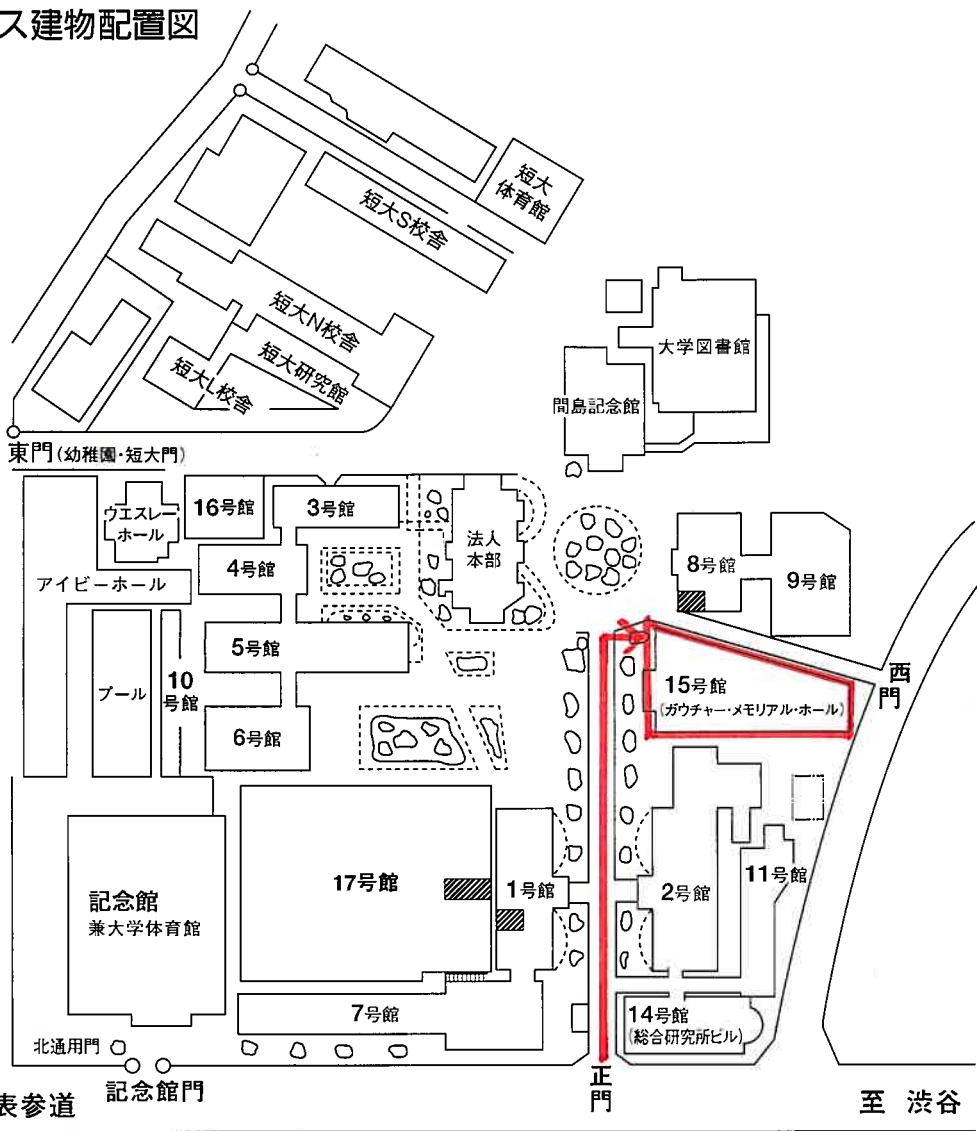 ス建物配置図
短大
体育館
短大S校舎
短大N校舎
短大研究館
短大L校舎
大学図書館
間島記念館
東門(幼稚園・短大門)
ウエスレー
ホール
16号館
3号館
法人
本部
4号館
8号館
9号館
アイビーホール
5号館
プール
10
号館
6号館
西
門
15号館
(ガウチャー・メモリアル・ホール)
17号館
1号館
2号館
11号館
記念館
兼大学体育館
7号館
14号館
(総合研究所ビル)
北通用門
記念館門
正
門
表参道
至 渋谷